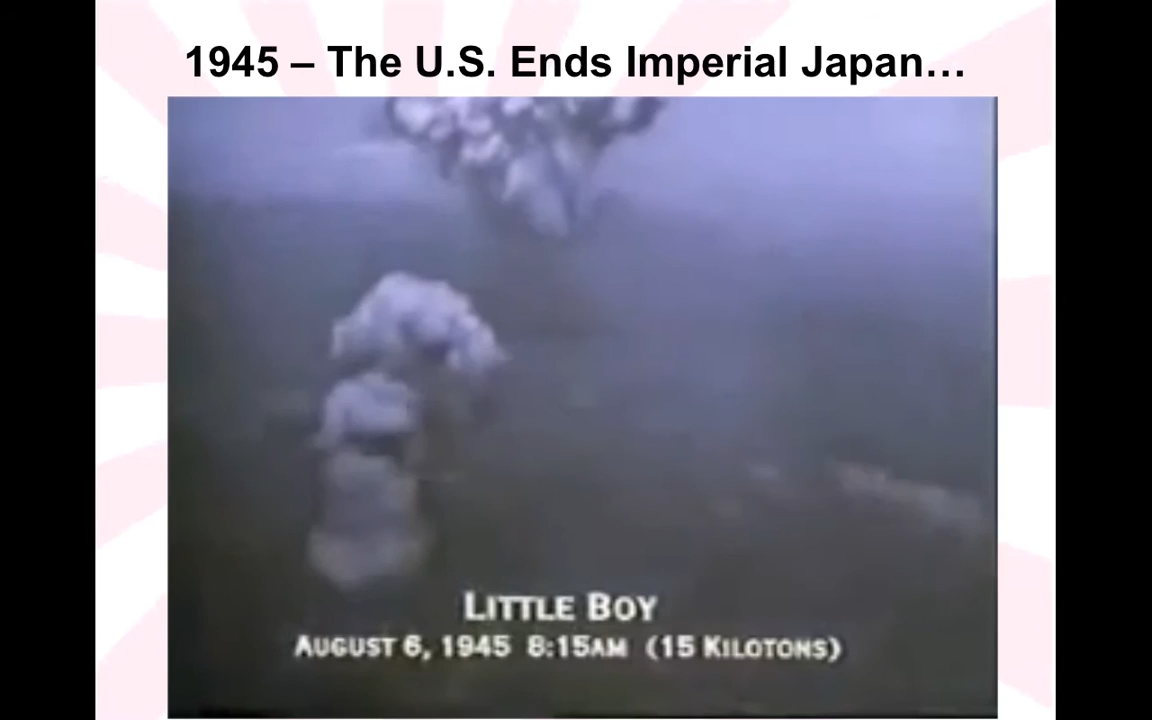 1945 – The U.S. Ends Imperial Japan…
LITTLE BOY
AUGUST 6, 1945 8:15AM (15 KILOTONS)